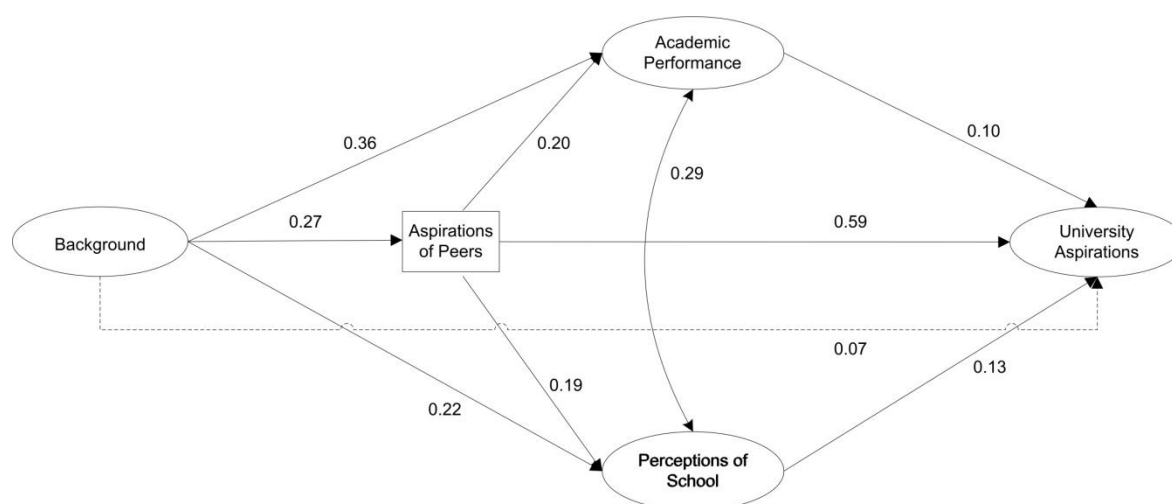 Academic
Performance
0.36
0.20
0.10
0.29
Background
0.27
Aspirations
of Peers
0.59
University
Aspirations
0.07
0.19
0.13
0.22
Perceptions of
School